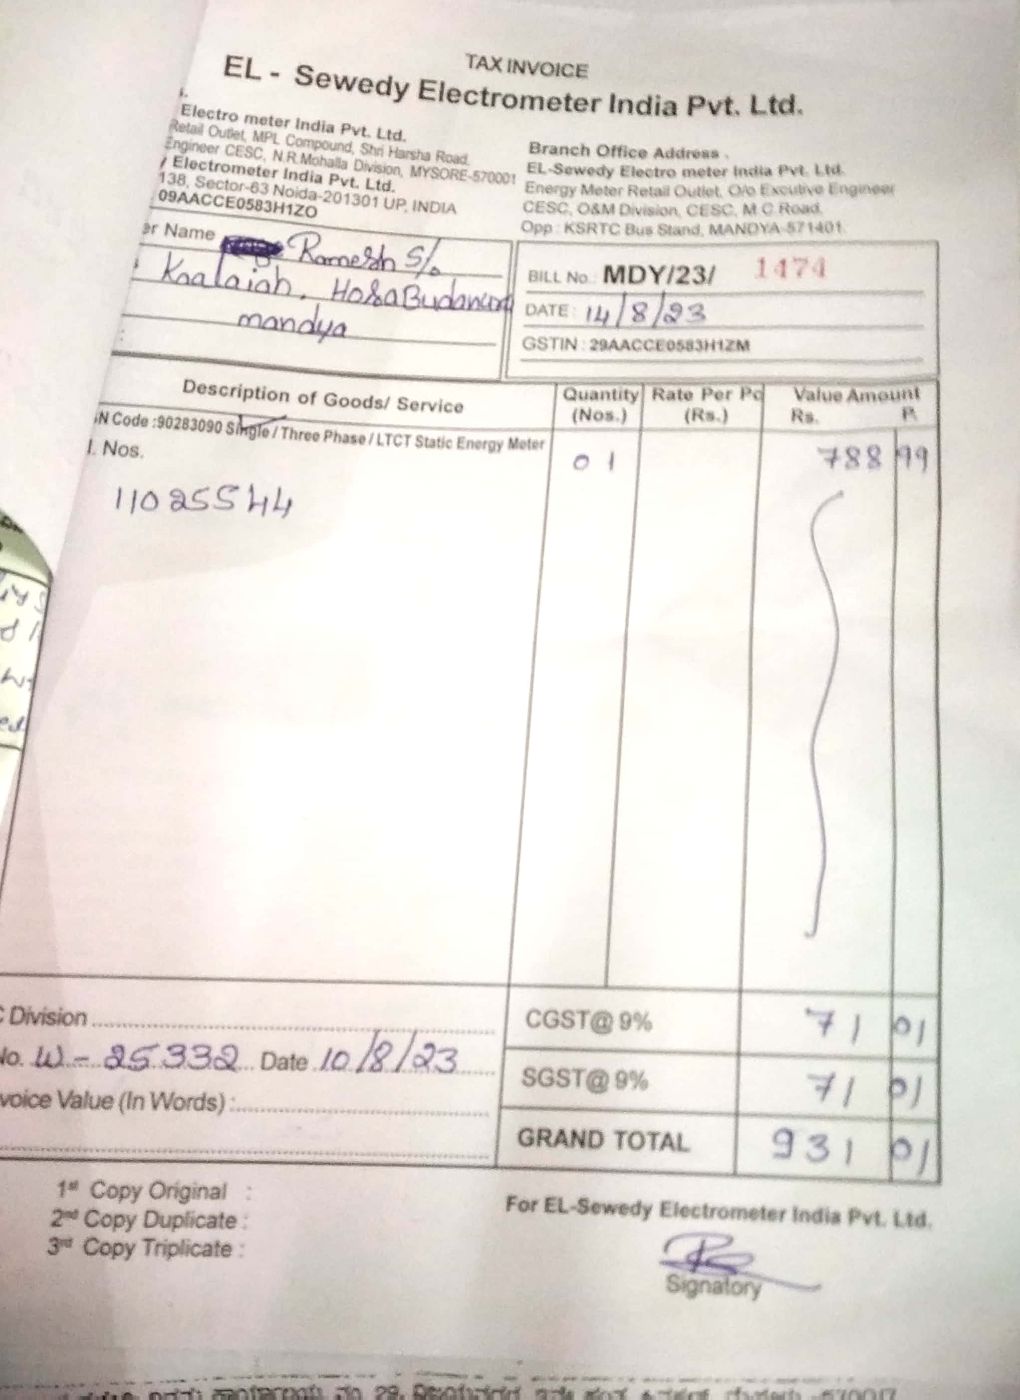 TAX INVOICE
EL - Sewedy Electrometer India Pvt. Ltd.
Electro meter India Pvt. Ltd.
Retail Outlet, MPL Compound, Shri Harsha Road,
Engineer CESC, N.R.Mohalla Division, MYSORE-570001
/ Electrometer India Pvt. Ltd.
138, Sector-63 Noida-201301 UP, INDIA
09AACCE0583H1ZO
Branch Office Address .
EL-Sewedy Electro meter India Pvt. Ltd.
Energy Meter Retail Outlet, O/o Excutive Engineer
CESC, O&M Division, CESC, M C Road.
Opp : KSRTC Bus Stand, MANDYA-571401.
er Name Ramesh S/o
Kaalaiah, HosaBudanur
mandya
BILL No.: MDY/23/ 1474
DATE : 14/8/23
GSTIN : 29AACCE0583H1ZM
Description of Goods/ Service Quantity (Nos.) Rate Per Pc (Rs.) Value Amount Rs. P.
N Code :90283090 Single / Three Phase / LTCT Static Energy Meter
l. Nos. 01 788 99
11025544
C Division CGST@ 9% 71 01
No. W-25332 Date 10/8/23
SGST@ 9% 71 01
voice Value (In Words) :
GRAND TOTAL 931 01
1st Copy Original :
2nd Copy Duplicate :
3rd Copy Triplicate :
For EL-Sewedy Electrometer India Pvt. Ltd.
Signatory